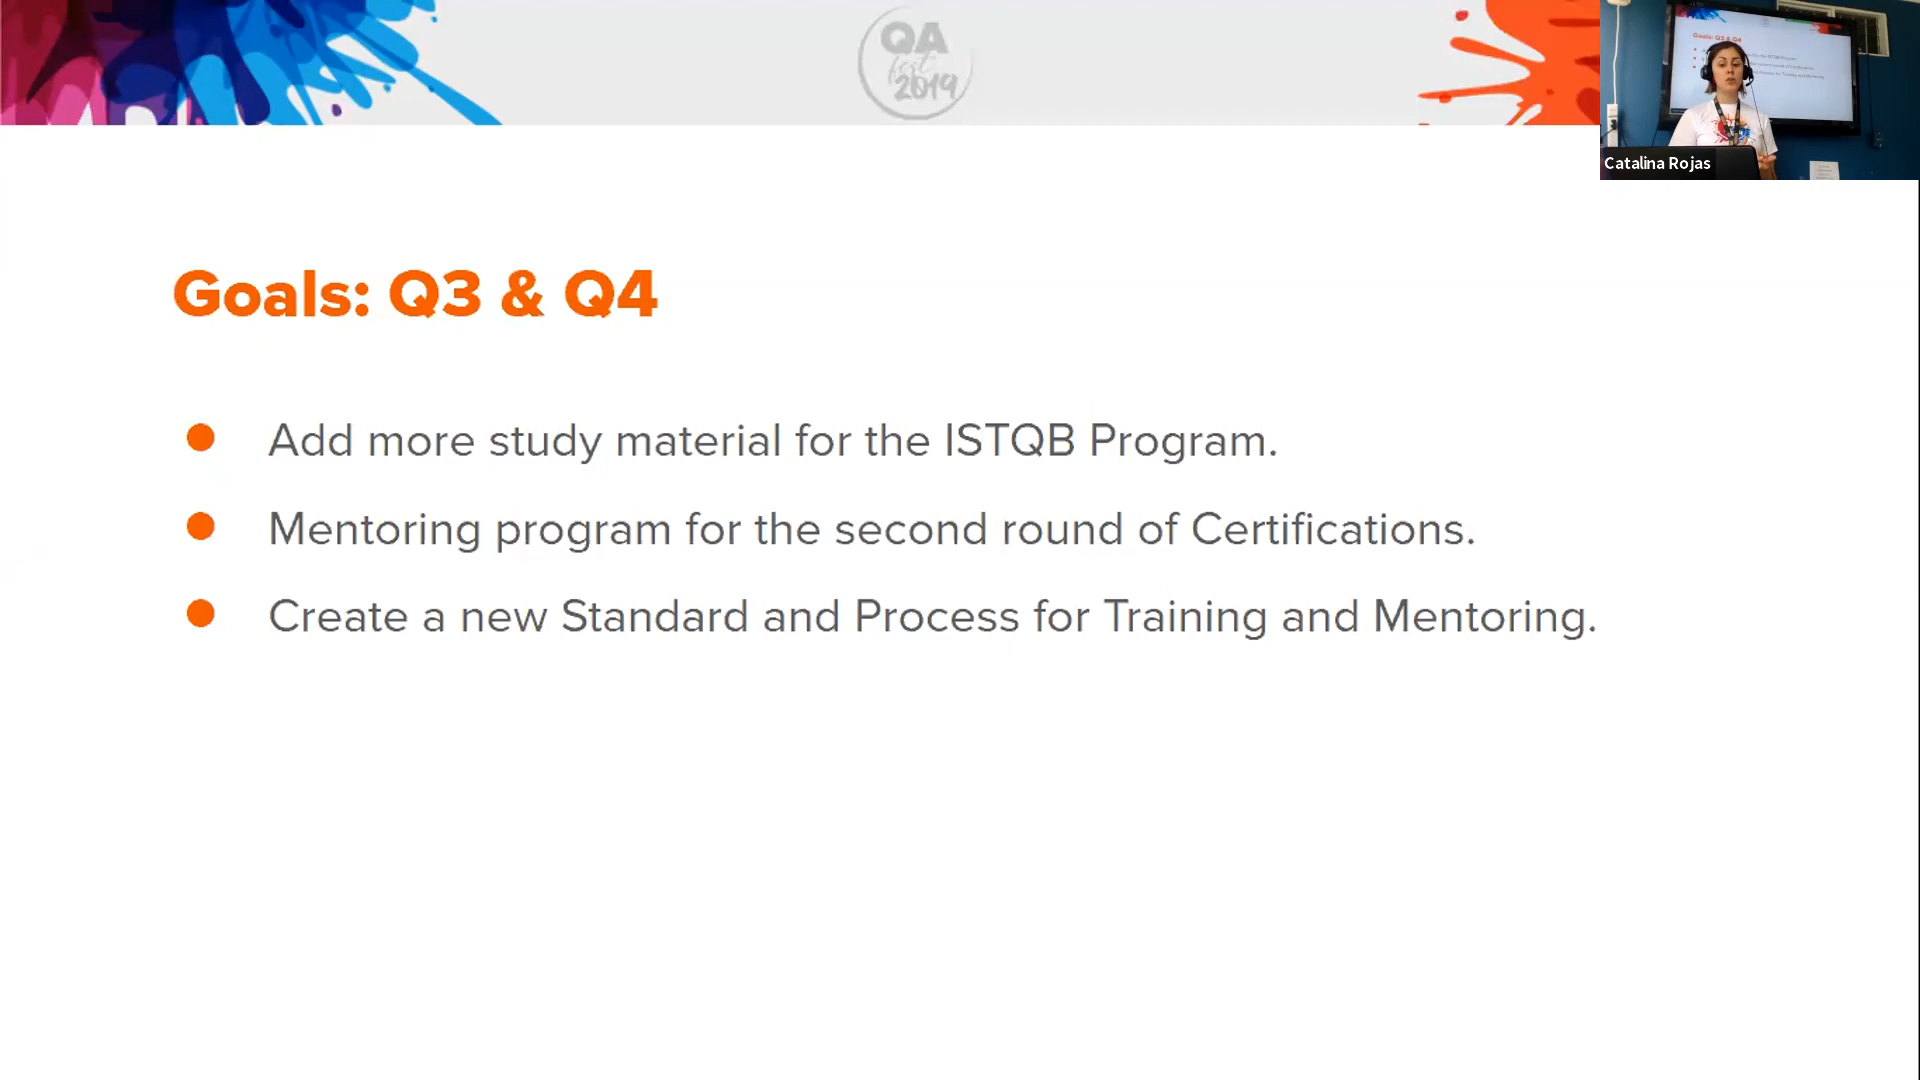 QA
fest
2019
Catalina Rojas
Goals: Q3 & Q4
Add more study material for the ISTQB Program.
Mentoring program for the second round of Certifications.
Create a new Standard and Process for Training and Mentoring.